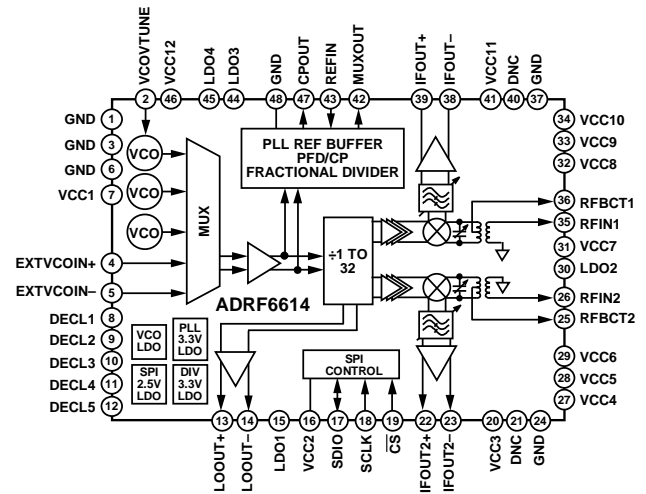 VCOVTUNE
VCC12
LDO4
LDO3
GND
CPOUT
REFIN
MUXOUT
IFOUT+
IFOUT–
VCC11
DNC
GND
2
46
45
44
48
47
43
42
39
38
41
40
37
GND 1
GND 3
GND 6
VCC1 7
EXTVCOIN+ 4
EXTVCOIN– 5
DECL1 8
DECL2 9
DECL3 10
DECL4 11
DECL5 12
VCO
VCO
VCO
MUX
PLL REF BUFFER
PFD/CP
FRACTIONAL DIVIDER
÷1 TO
32
ADRF6614
VCO
LDO
PLL
3.3V
LDO
SPI
2.5V
LDO
DIV
3.3V
LDO
SPI
CONTROL
34 VCC10
33 VCC9
32 VCC8
36 RFBCT1
35 RFIN1
31 VCC7
30 LDO2
26 RFIN2
25 RFBCT2
29 VCC6
28 VCC5
27 VCC4
13
14
15
16
17
18
19
22
23
20
21
24
LOOUT+
LOOUT–
LDO1
VCC2
SDIO
SCLK
CS
IFOUT2+
IFOUT2–
VCC3
DNC
GND